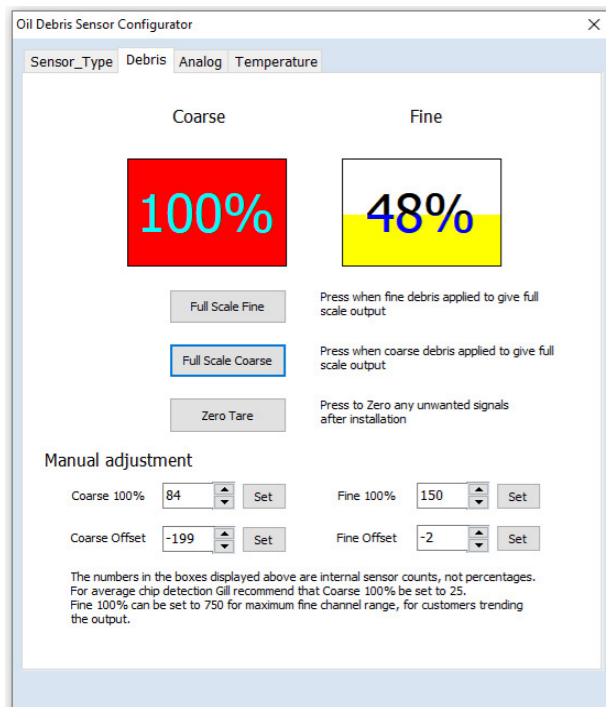 Oil Debris Sensor Configurator
Sensor_Type Debris Analog Temperature
Coarse Fine
100% 48%
Full Scale Fine Press when fine debris applied to give full
scale output
Full Scale Coarse Press when coarse debris applied to give full
scale output
Zero Tare Press to Zero any unwanted signals
after installation
Manual adjustment
Coarse 100% 84 Set Fine 100% 150 Set
Coarse Offset -199 Set Fine Offset -2 Set
The numbers in the boxes displayed above are internal sensor counts, not percentages.
For average chip detection Gill recommend that Coarse 100% be set to 25.
Fine 100% can be set to 750 for maximum fine channel range, for customers trending
the output.